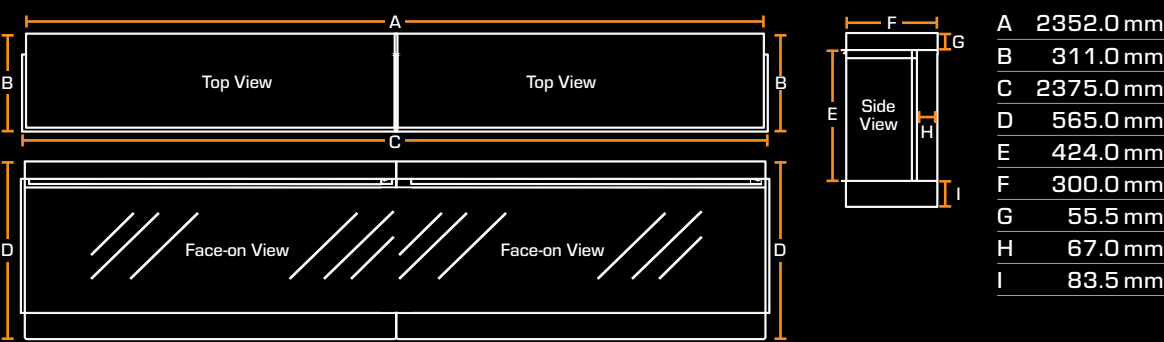 A
B
Top View
Top View
B
C
D
Face-on View
Face-on View
D
F
G
E
Side
View
H
I
A 2352.0 mm
B 311.0 mm
C 2375.0 mm
D 565.0 mm
E 424.0 mm
F 300.0 mm
G 55.5 mm
H 67.0 mm
I 83.5 mm